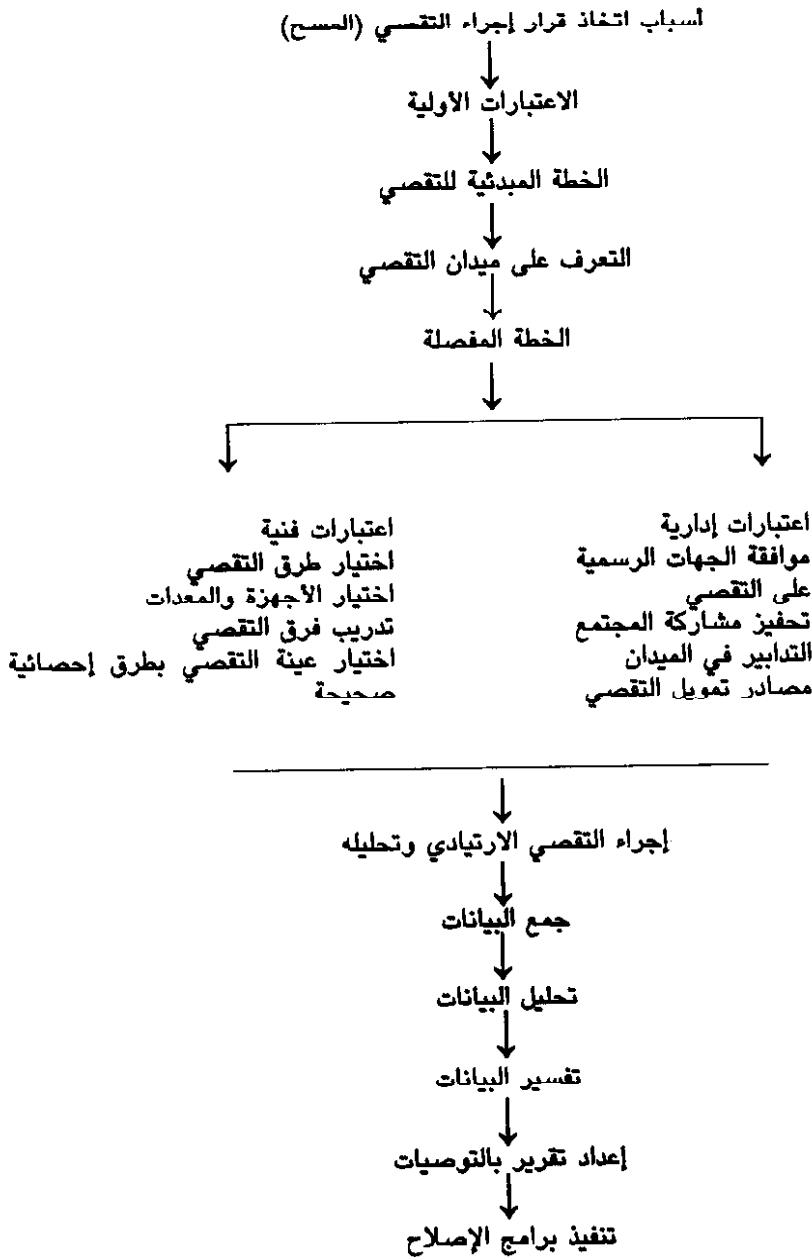 أسباب اتخاذ قرار إجراء التقصي (المسح)
الاعتبارات الأولية
الخطة المبدئية للتقصي
التعرف على ميدان التقصي
الخطة المفصلة
اعتبارات إدارية
موافقة الجهات الرسمية
على التقصي
تحفيز مشاركة المجتمع
التدابير في الميدان
مصادر تمويل التقصي
اعتبارات فنية
اختيار طرق التقصي
اختيار الأجهزة والمعدات
تدريب فرق التقصي
اختيار عينة التقصي بطرق إحصائية
صحيحة
إجراء التقصي الارتيادي وتحليله
جمع البيانات
تحليل البيانات
تفسير البيانات
إعداد تقرير بالتوصيات
تنفيذ برامج الإصلاح